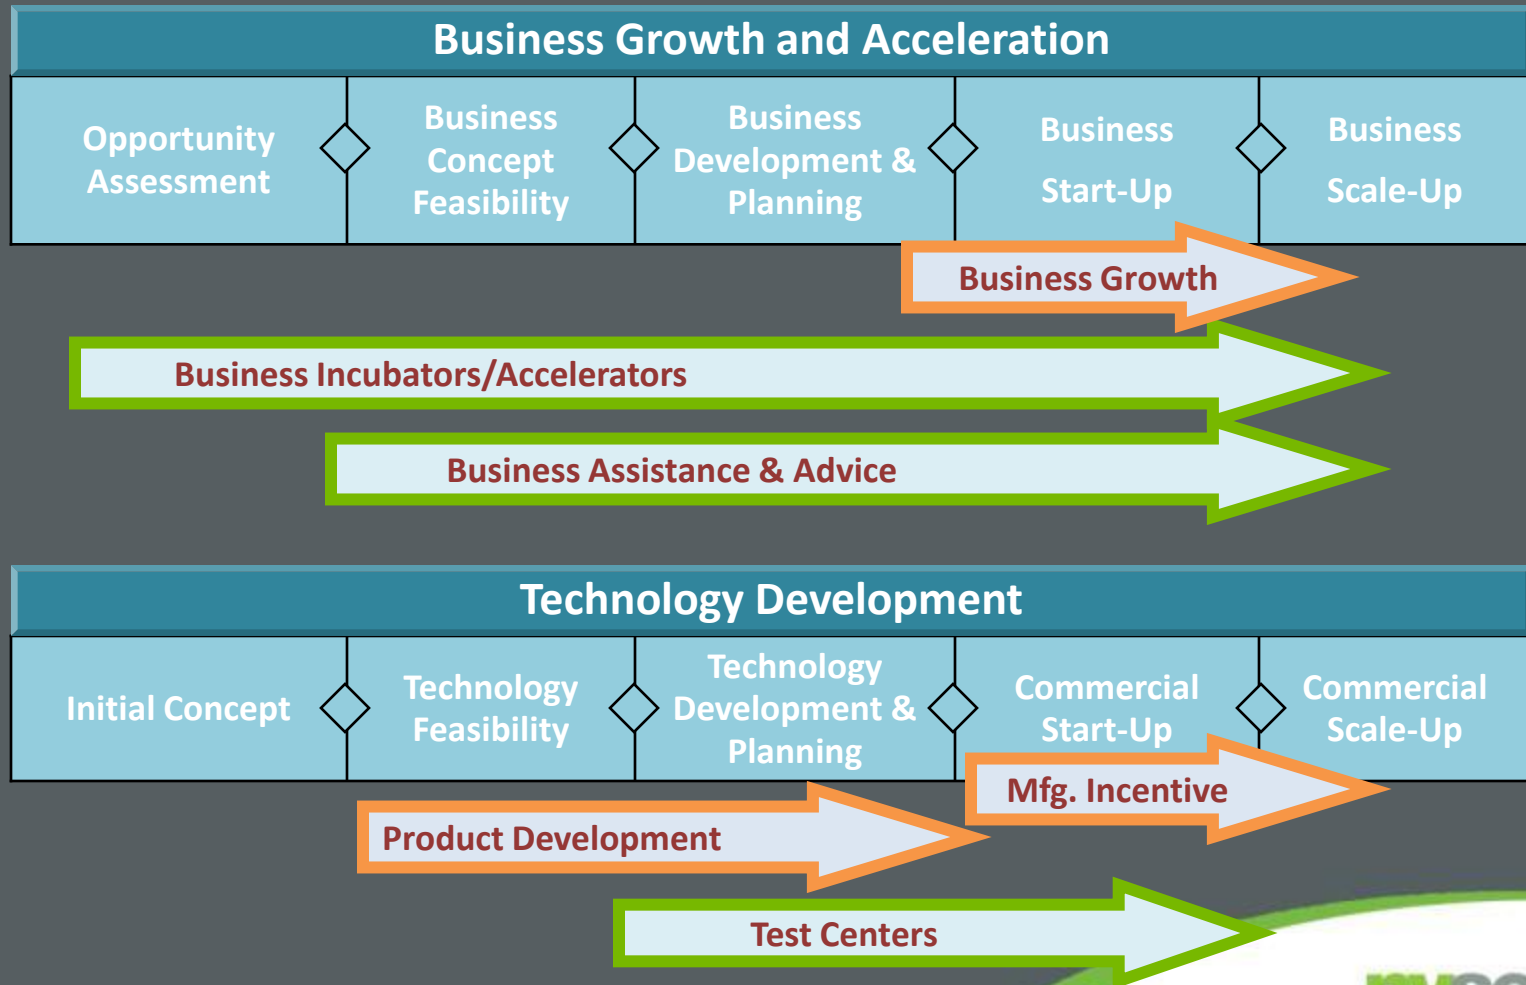 Business Growth and Acceleration
Opportunity
Assessment
Business
Concept
Feasibility
Business
Development &
Planning
Business
Start-Up
Business
Scale-Up
Business Growth
Business Incubators/Accelerators
Business Assistance & Advice
Technology Development
Initial Concept
Technology
Feasibility
Technology
Development &
Planning
Commercial
Start-Up
Commercial
Scale-Up
Mfg. Incentive
Product Development
Test Centers